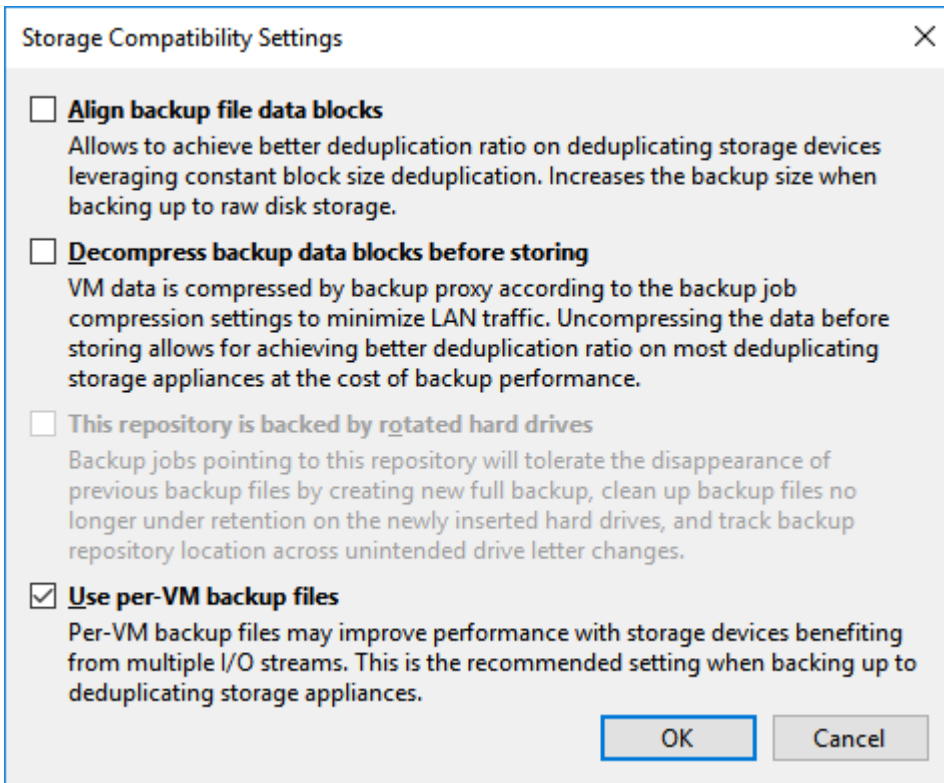 Storage Compatibility Settings
Align backup file data blocks
Allows to achieve better deduplication ratio on deduplicating storage devices
leveraging constant block size deduplication. Increases the backup size when
backing up to raw disk storage.
Decompress backup data blocks before storing
VM data is compressed by backup proxy according to the backup job
compression settings to minimize LAN traffic. Uncompressing the data before
storing allows for achieving better deduplication ratio on most deduplicating
storage appliances at the cost of backup performance.
This repository is backed by rotated hard drives
Backup jobs pointing to this repository will tolerate the disappearance of
previous backup files by creating new full backup, clean up backup files no
longer under retention on the newly inserted hard drives, and track backup
repository location across unintended drive letter changes.
Use per-VM backup files
Per-VM backup files may improve performance with storage devices benefiting
from multiple I/O streams. This is the recommended setting when backing up to
deduplicating storage appliances.
OK Cancel